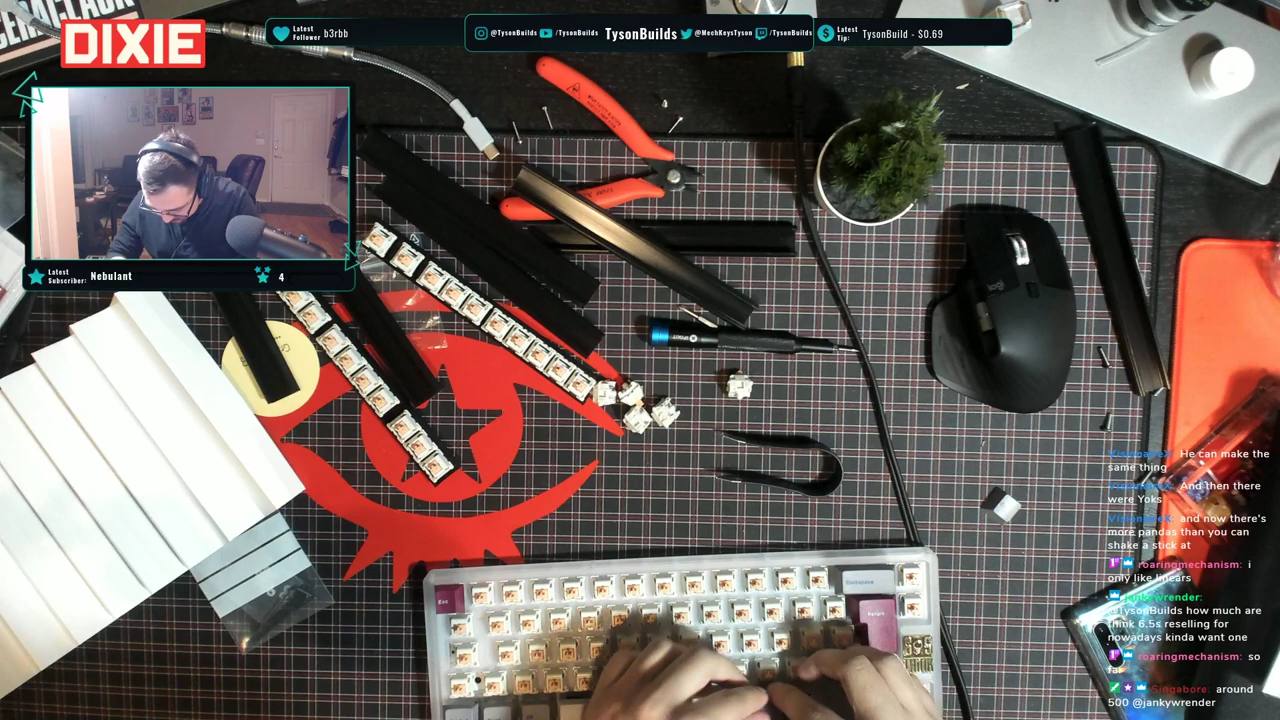 DIXIE
Latest Follower b3rbb
@TysonBuilds /TysonBuilds TysonBuilds @MechKeysTyson /TysonBuilds
Latest Tip: TysonBuild - $0.69
Latest Subscriber: Nebulant
4
logi
Esc
Backspace
He can make the
same thing
And then there
were Yoks
and now there's
more pandas than you can
shake a stick at
roaringmechanism: i
only like linears
jankywrender:
@TysonBuilds how much are
think 6.5s reselling for
nowadays kinda want one
roaringmechanism: so
far
Singabore: around
500 @jankywrender